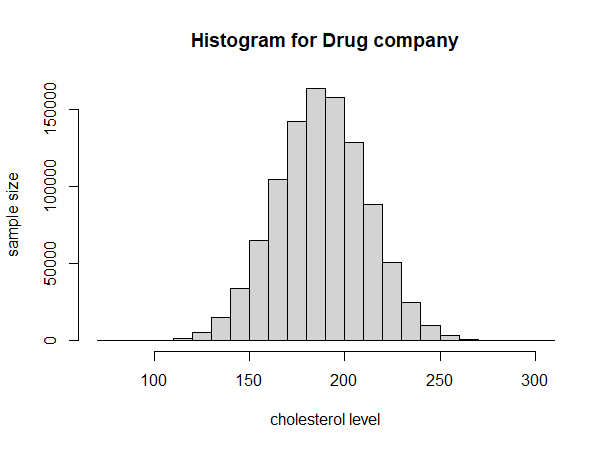 Histogram for Drug company
sample size
150000
100000
50000
0
100 150 200 250 300
cholesterol level